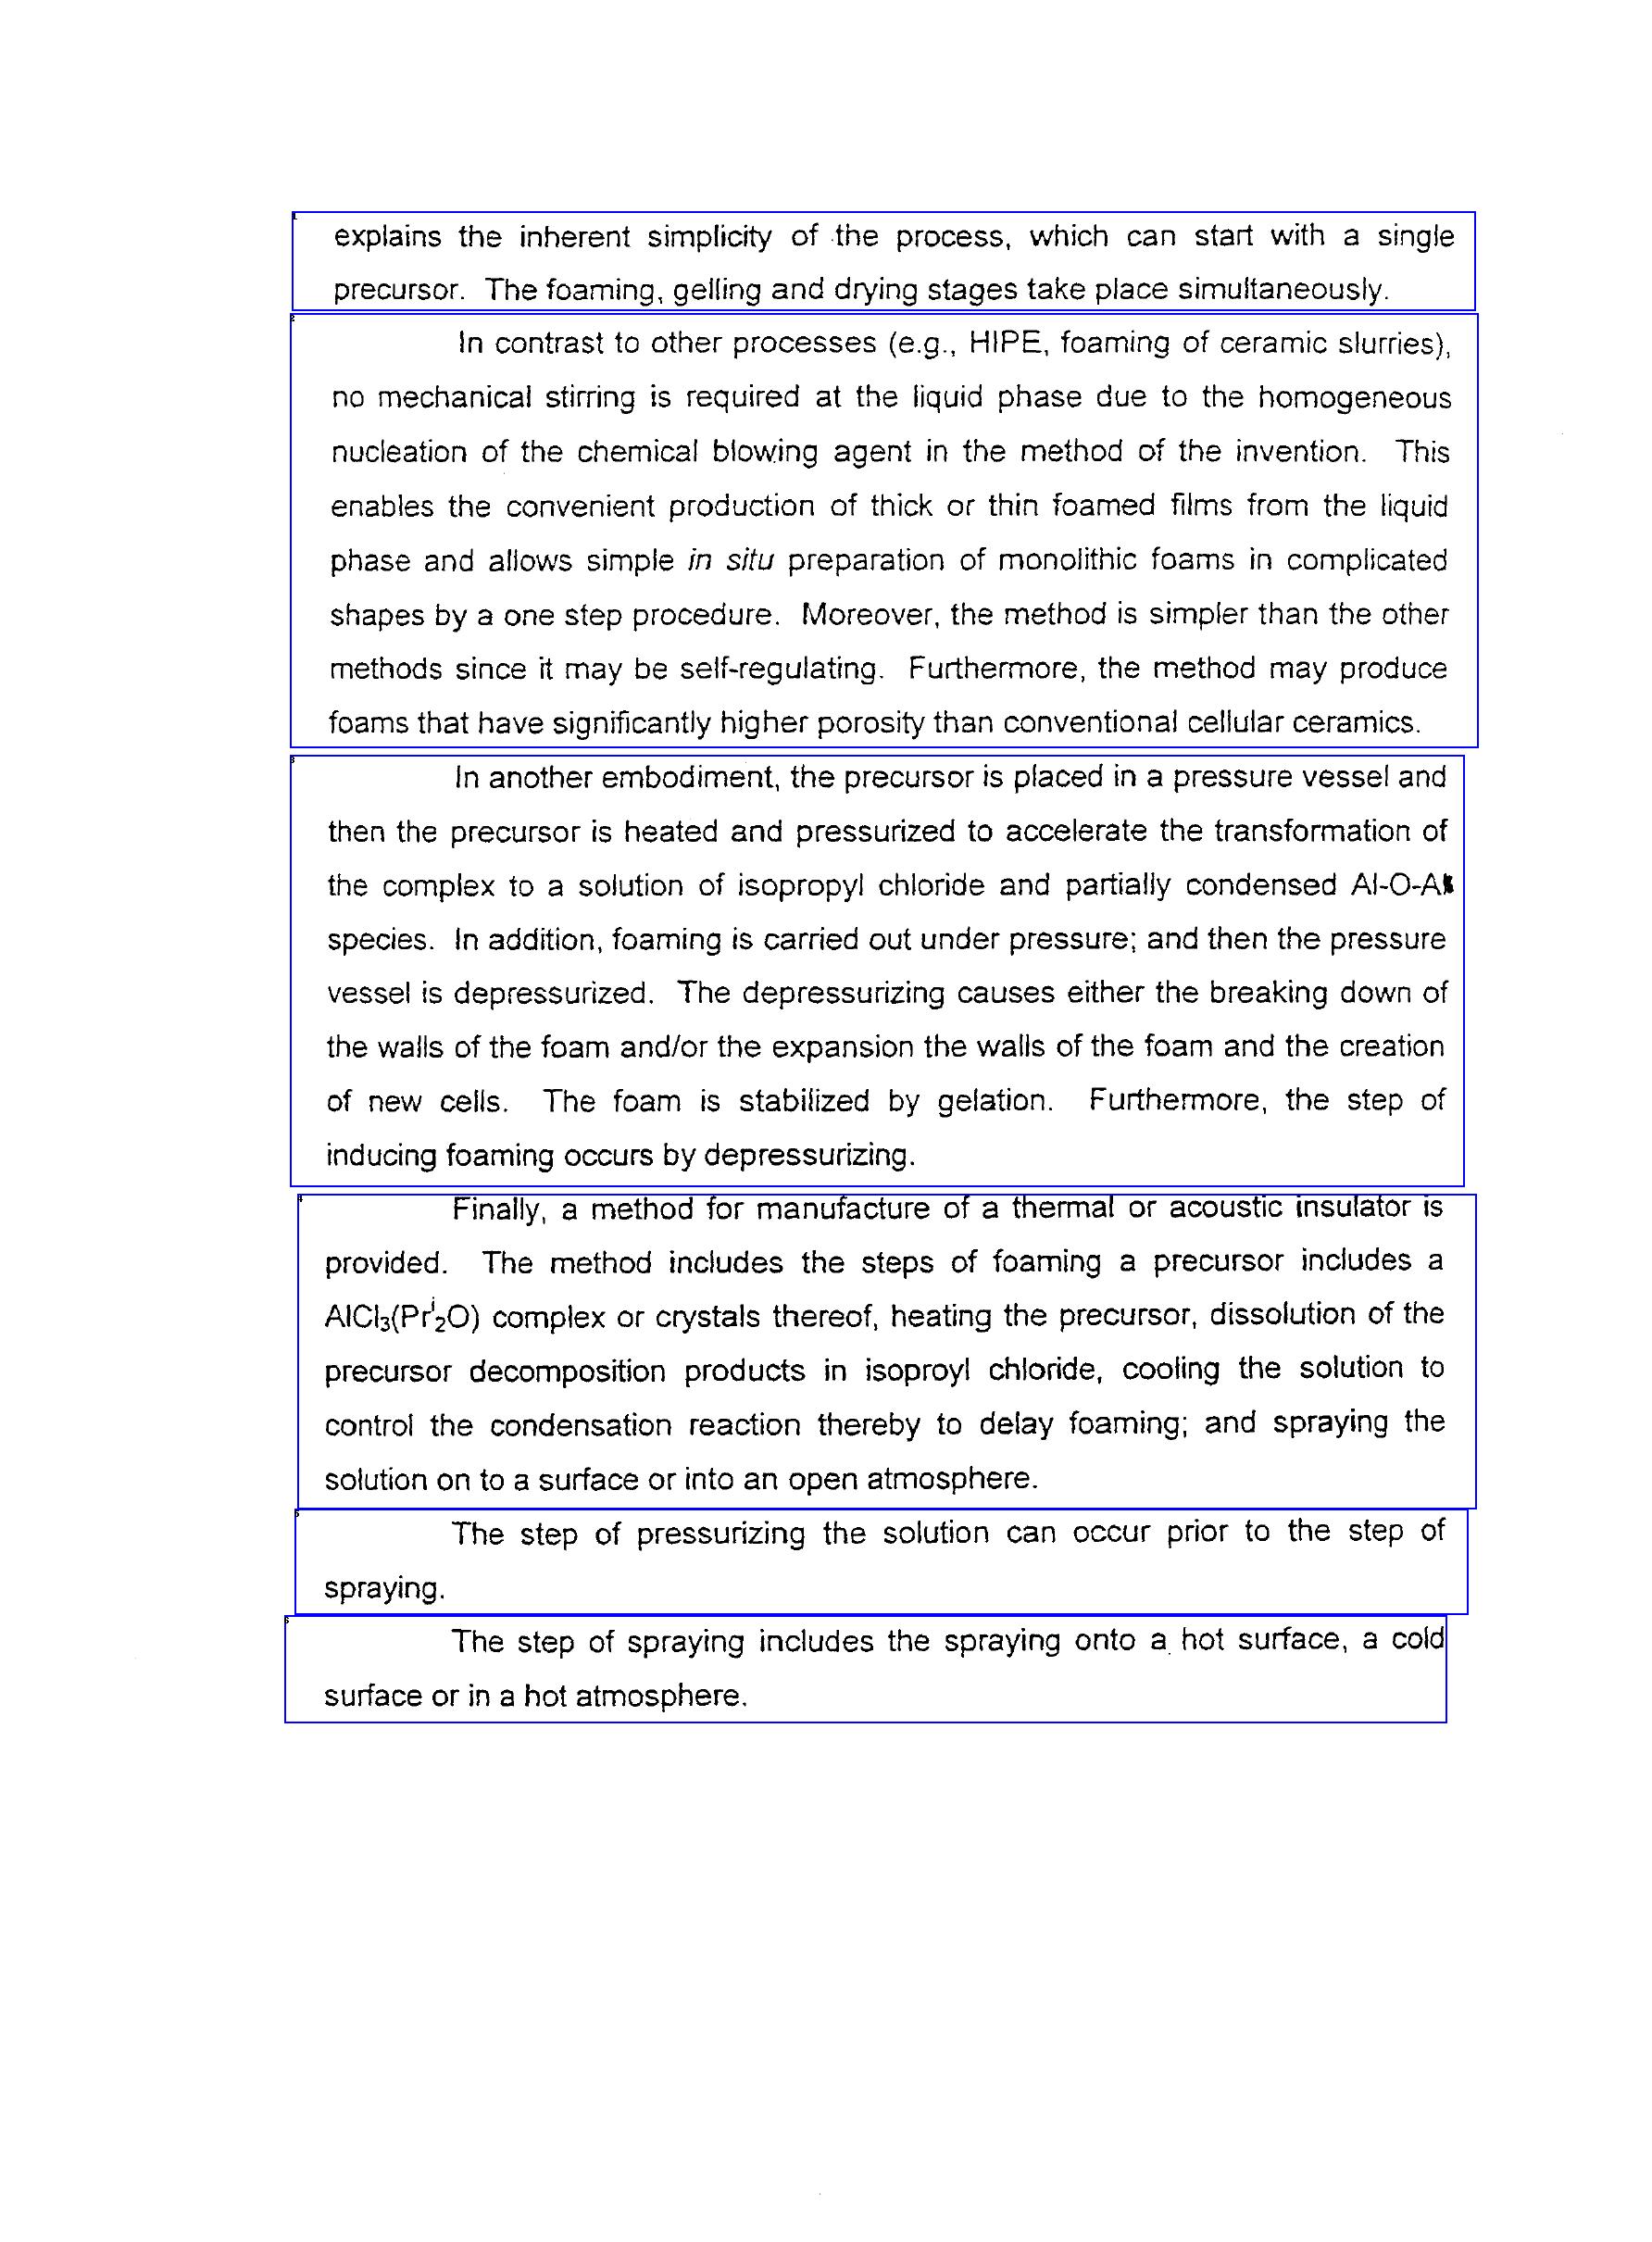 explains the inherent simplicity of the process, which can start with a single
precursor. The foaming, gelling and drying stages take place simultaneously.
In contrast to other processes (e.g., HIPE, foaming of ceramic slurries),
no mechanical stirring is required at the liquid phase due to the homogeneous
nucleation of the chemical blowing agent in the method of the invention. This
enables the convenient production of thick or thin foamed films from the liquid
phase and allows simple in situ preparation of monolithic foams in complicated
shapes by a one step procedure. Moreover, the method is simpler than the other
methods since it may be self-regulating. Furthermore, the method may produce
foams that have significantly higher porosity than conventional cellular ceramics.
In another embodiment, the precursor is placed in a pressure vessel and
then the precursor is heated and pressurized to accelerate the transformation of
the complex to a solution of isopropyl chloride and partially condensed Al-O-Al
species. In addition, foaming is carried out under pressure; and then the pressure
vessel is depressurized. The depressurizing causes either the breaking down of
the walls of the foam and/or the expansion the walls of the foam and the creation
of new cells. The foam is stabilized by gelation. Furthermore, the step of
inducing foaming occurs by depressurizing.
Finally, a method for manufacture of a thermal or acoustic insulator is
provided. The method includes the steps of foaming a precursor includes a
AlCl₃(Prⁱ₂O) complex or crystals thereof, heating the precursor, dissolution of the
precursor decomposition products in isoproyl chloride, cooling the solution to
control the condensation reaction thereby to delay foaming; and spraying the
solution on to a surface or into an open atmosphere.
The step of pressurizing the solution can occur prior to the step of
spraying.
The step of spraying includes the spraying onto a hot surface, a cold
surface or in a hot atmosphere.